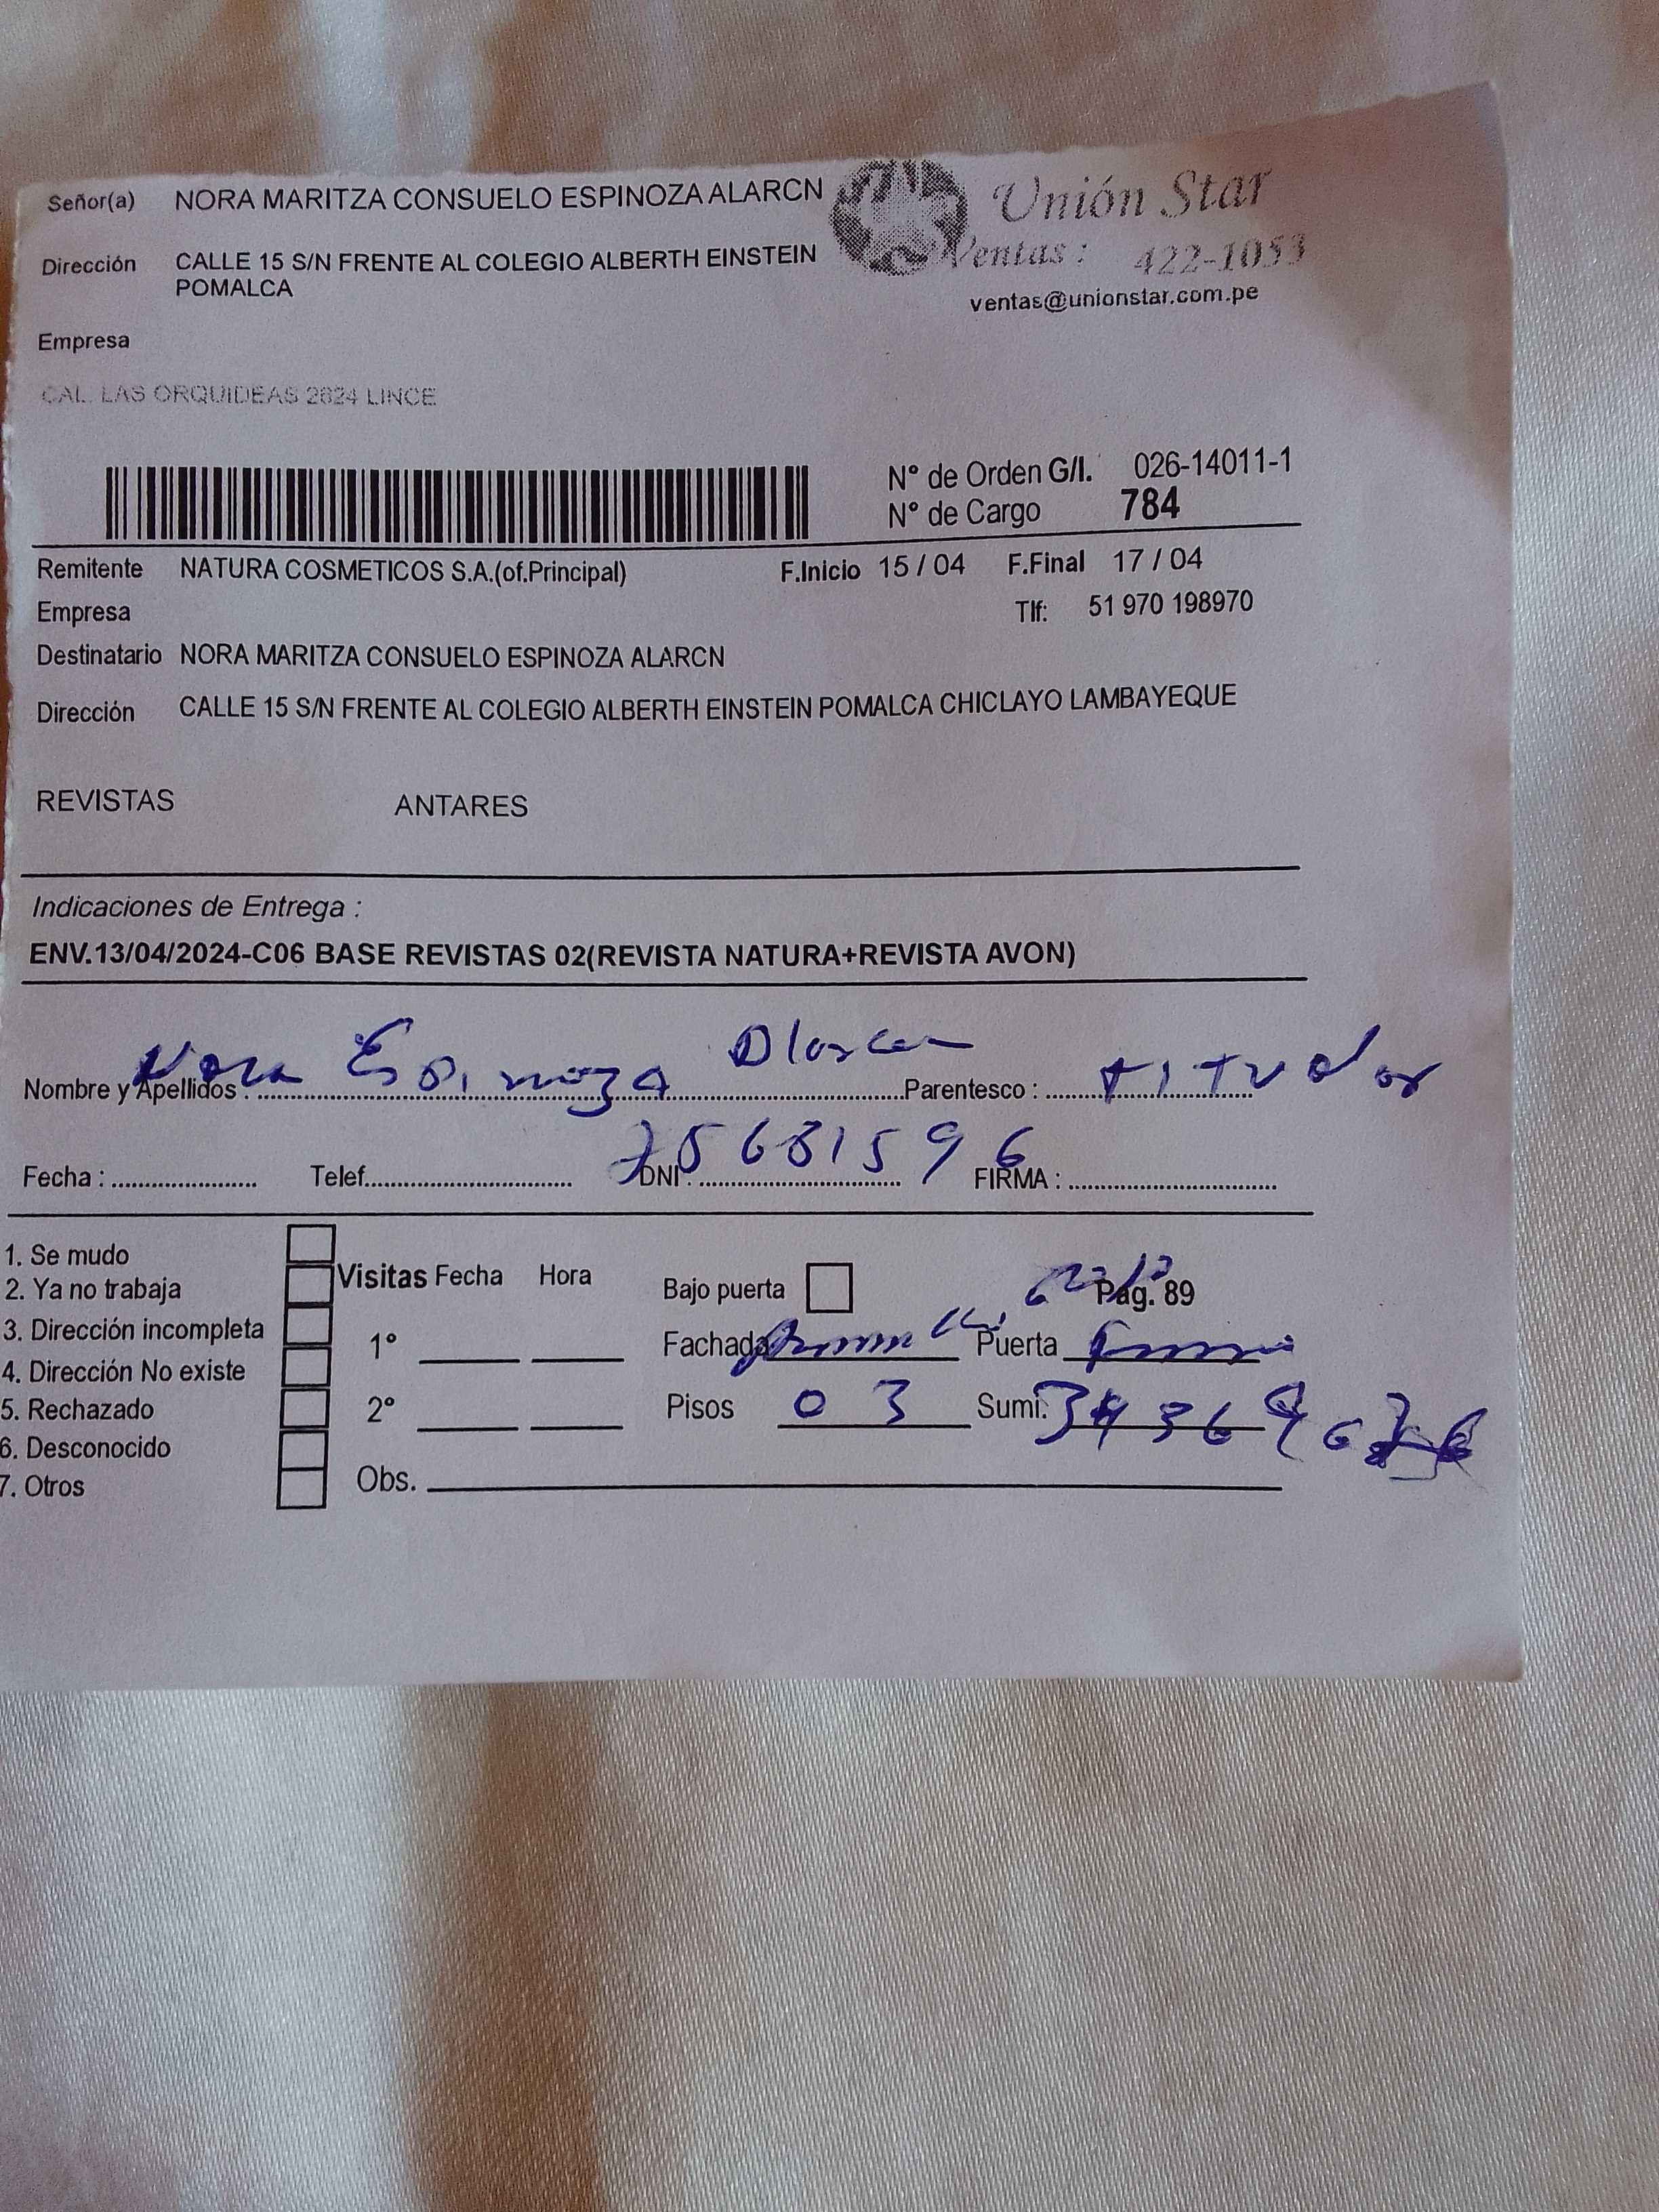 Señor(a) NORA MARITZA CONSUELO ESPINOZA ALARCN
Unión Star
Ventas : 422-1053
ventas@unionstar.com.pe
Dirección CALLE 15 S/N FRENTE AL COLEGIO ALBERTH EINSTEIN
POMALCA
Empresa
CAL. LAS ORQUIDEAS 2624 LINCE
N° de Orden G/I. 026-14011-1
N° de Cargo 784
Remitente NATURA COSMETICOS S.A.(of.Principal) F.Inicio 15 / 04 F.Final 17 / 04
Empresa Tlf: 51 970 198970
Destinatario NORA MARITZA CONSUELO ESPINOZA ALARCN
Dirección CALLE 15 S/N FRENTE AL COLEGIO ALBERTH EINSTEIN POMALCA CHICLAYO LAMBAYEQUE
REVISTAS ANTARES
Indicaciones de Entrega :
ENV.13/04/2024-C06 BASE REVISTAS 02(REVISTA NATURA+REVISTA AVON)
Nombre y Apellidos : Nora Espinoza Parentesco : titular
Fecha : Telef. DNI : FIRMA :
1. Se mudo
2. Ya no trabaja
3. Dirección incompleta
4. Dirección No existe
5. Rechazado
6. Desconocido
7. Otros
Visitas Fecha Hora
1°
2°
Bajo puerta Pag. 89
Fachada Puerta
Pisos 03 Sumi.
Obs.